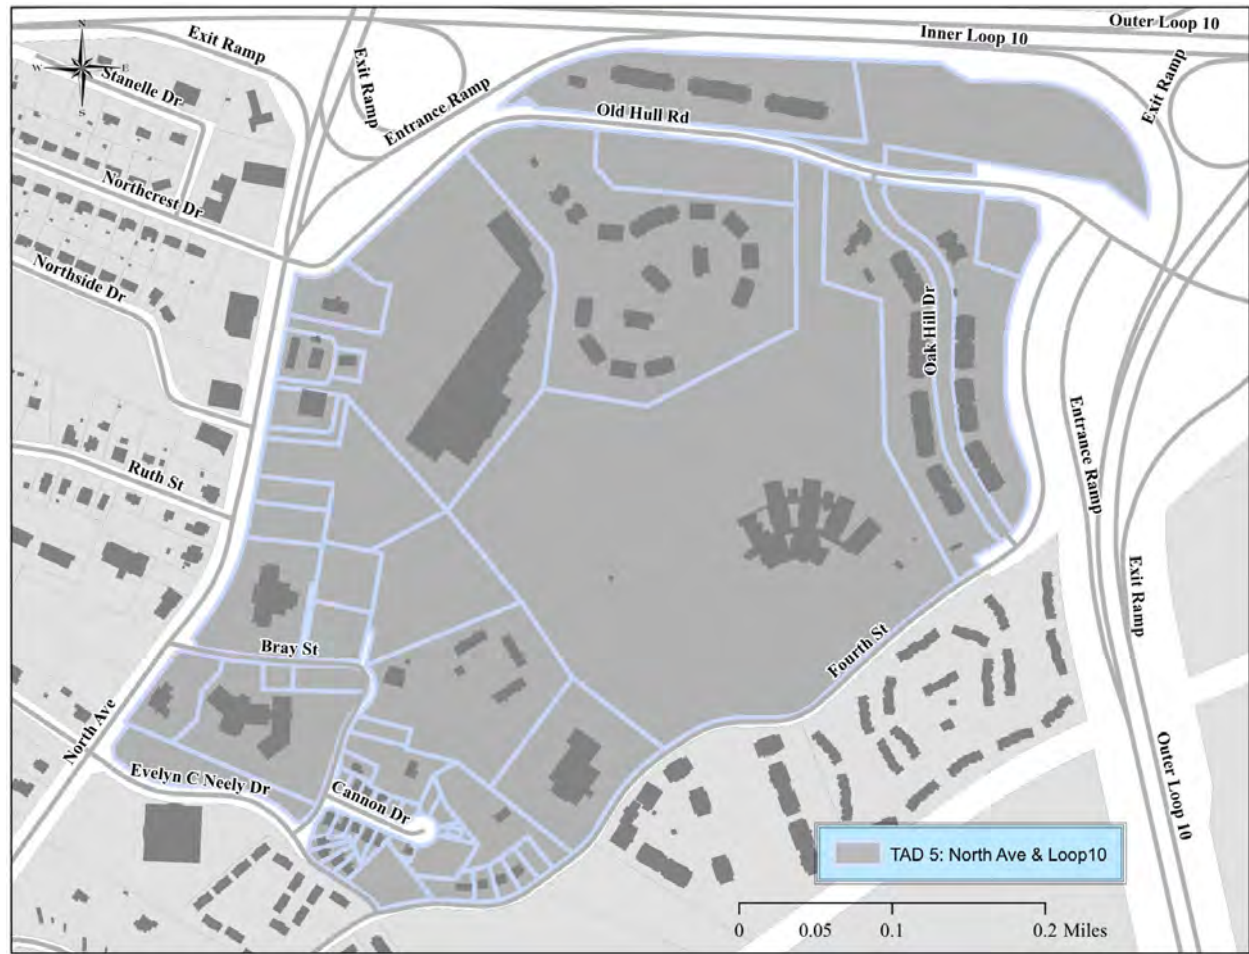 Outer Loop 10
Inner Loop 10
Exit Ramp
N
W E
S
Stanelle Dr
Exit Ramp
Entrance Ramp
Exit Ramp
Old Hull Rd
Northcrest Dr
Northside Dr
Oak Hill Dr
Entrance Ramp
Ruth St
Exit Ramp
Bray St
Fourth St
North Ave
Evelyn C Neely Dr
Cannon Dr
Outer Loop 10
TAD 5: North Ave & Loop10
0 0.05 0.1 0.2 Miles